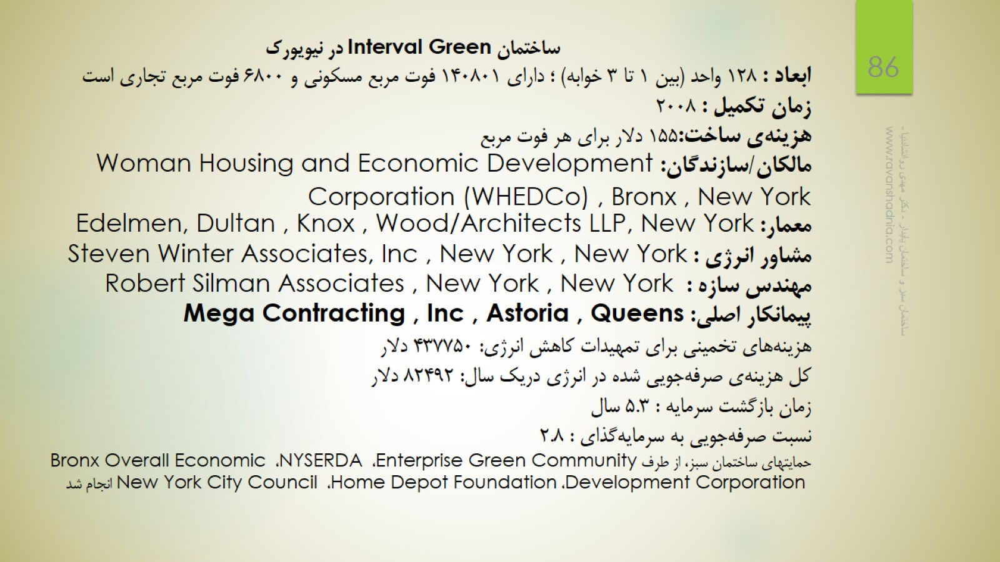 ساختمان Interval Green در نیویورک
ابعاد : ۱۲۸ واحد (بین ۱ تا ۳ خوابه) ؛ دارای ۱۴۰۸۰۱ فوت مربع مسکونی و ۶۸۰۰ فوت مربع تجاری است
زمان تکمیل : ۲۰۰۸
هزینه‌ی ساخت:۱۵۵ دلار برای هر فوت مربع
مالکان/سازندگان: Woman Housing and Economic Development
Corporation (WHEDCo) , Bronx , New York
معمار: Edelmen, Dultan , Knox , Wood/Architects LLP, New York
مشاور انرژی : Steven Winter Associates, Inc , New York , New York
مهندس سازه : Robert Silman Associates , New York , New York
پیمانکار اصلی: Mega Contracting , Inc , Astoria , Queens
هزینه‌های تخمینی برای تمهیدات کاهش انرژی: ۴۳۷۷۵۰ دلار
کل هزینه‌ی صرفه‌جویی شده در انرژی دریک سال: ۸۲۴۹۲ دلار
زمان بازگشت سرمایه : ۵.۳ سال
نسبت صرفه‌جویی به سرمایه‌گذای : ۲.۸
حمایتهای ساختمان سبز، از طرف Enterprise Green Community، NYSERDA، Bronx Overall Economic
Development Corporation، Home Depot Foundation، New York City Council انجام شد
86
ساختمان سبز و ساختمان پایدار - دکتر مهدی روانشادنیا -
www.ravanshadnia.com